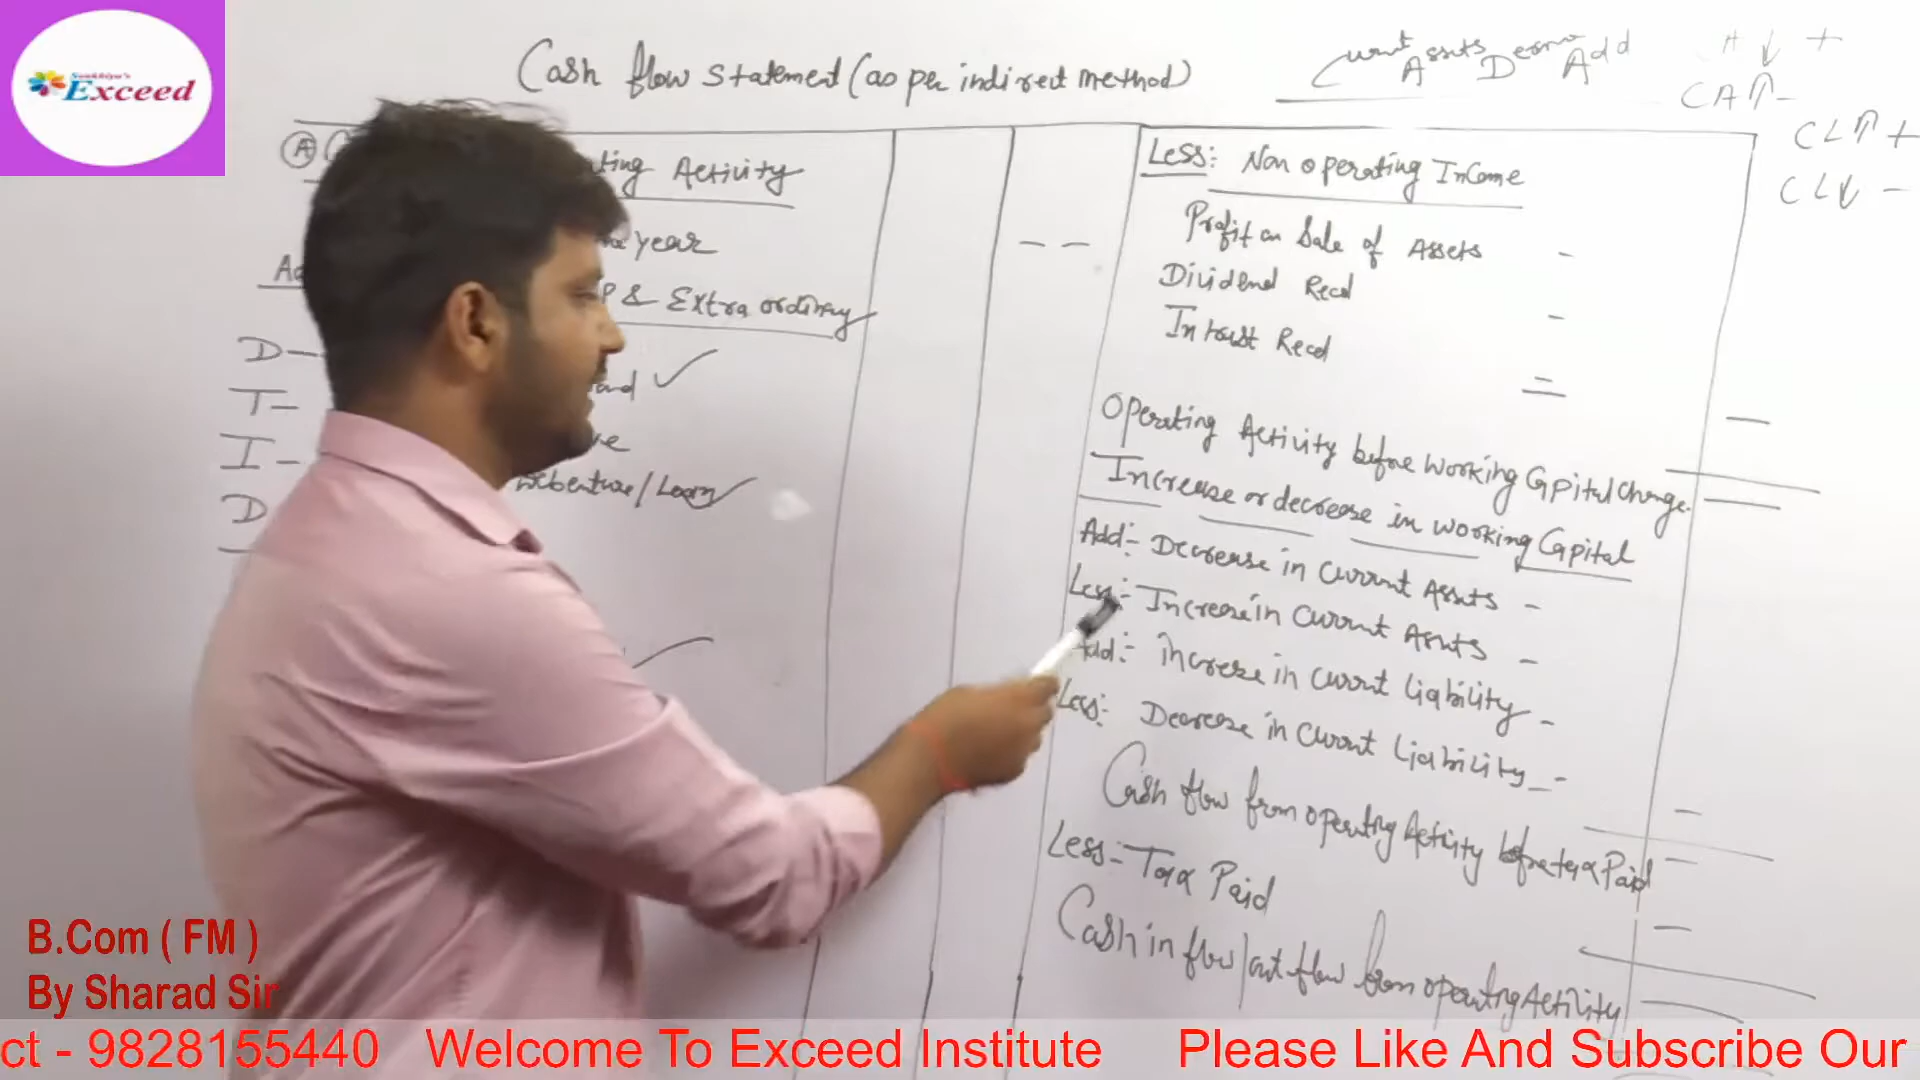 Sankhiya's
Exceed
Cash flow Statement (as per indirect method)
Current Assets Add
CA↑ -
CL↑ +
CL↓ -
A
ting Activity
year
P & Extra ordinary
D -
T -
I -
D
Debenture/Loan
Less: Non operating Income
Profit on Sale of Assets -
Dividend Recd -
Intrest Recd
Operating Activity before Working Capital Change.
Increase or decrease in working Capital
Add:- Decrease in Current Assets -
Less:- Increase in Current Assets -
Add:- increase in current liability -
Less:- Decrease in Current Liability -
Cash flow from operating Activity before tax Paid
Less:- Tax Paid
Cash in flow/out flow from operating Activity
B.Com ( FM )
By Sharad Sir
ct - 9828155440 Welcome To Exceed Institute Please Like And Subscribe Our